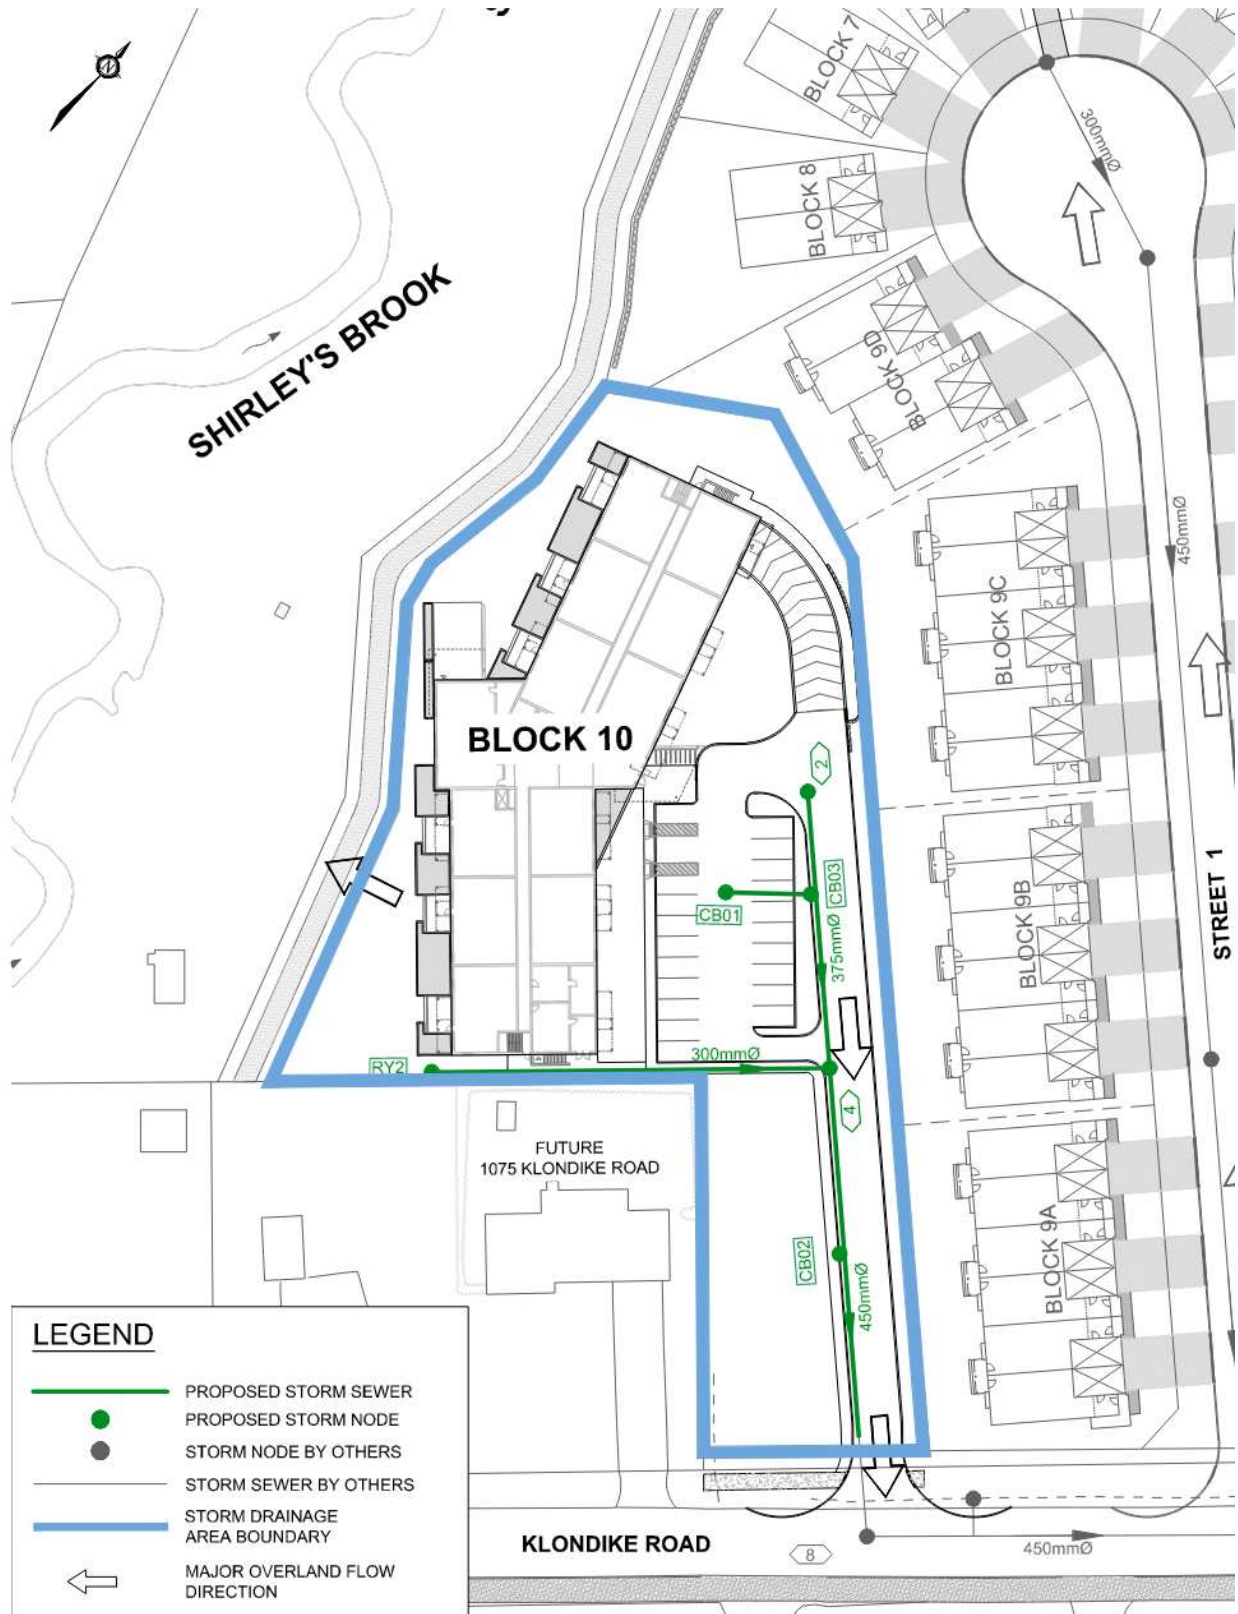 N
BLOCK 7
300mmØ
BLOCK 8
SHIRLEY'S BROOK
BLOCK 9D
450mmØ
BLOCK 9C
BLOCK 10
2
CB03
CB01
375mmØ
BLOCK 9B
STREET 1
RY2
300mmØ
4
FUTURE
1075 KLONDIKE ROAD
BLOCK 9A
CB02
450mmØ
LEGEND
PROPOSED STORM SEWER
PROPOSED STORM NODE
STORM NODE BY OTHERS
STORM SEWER BY OTHERS
STORM DRAINAGE
AREA BOUNDARY
MAJOR OVERLAND FLOW
DIRECTION
KLONDIKE ROAD
8
450mmØ